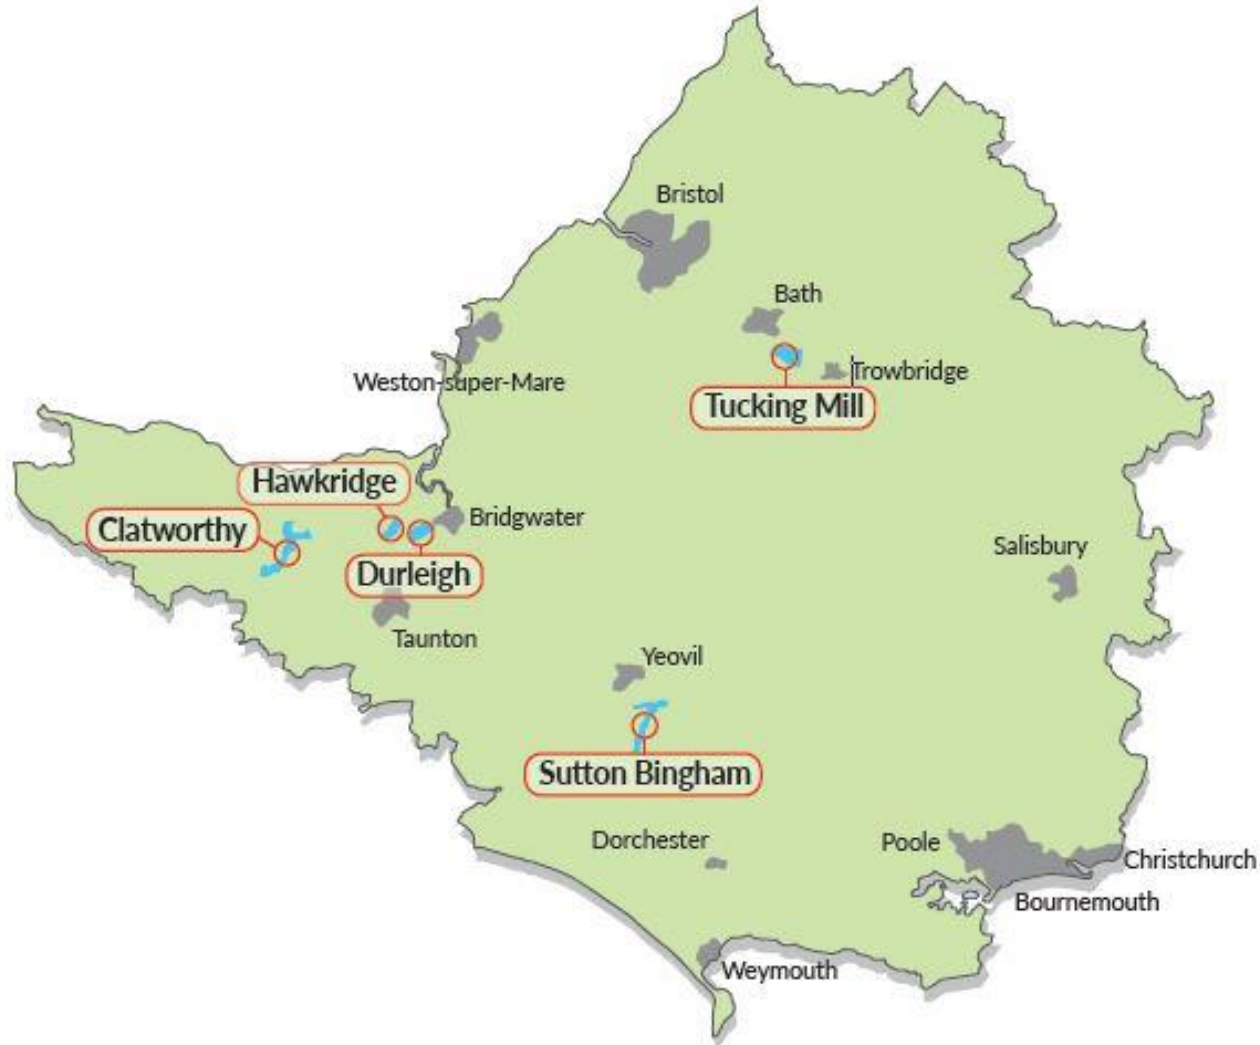 Bristol
Bath
Weston-super-Mare
Trowbridge
Tucking Mill
Hawkridge
Clatworthy
Bridgwater
Durleigh
Salisbury
Taunton
Yeovil
Sutton Bingham
Dorchester
Poole
Christchurch
Bournemouth
Weymouth